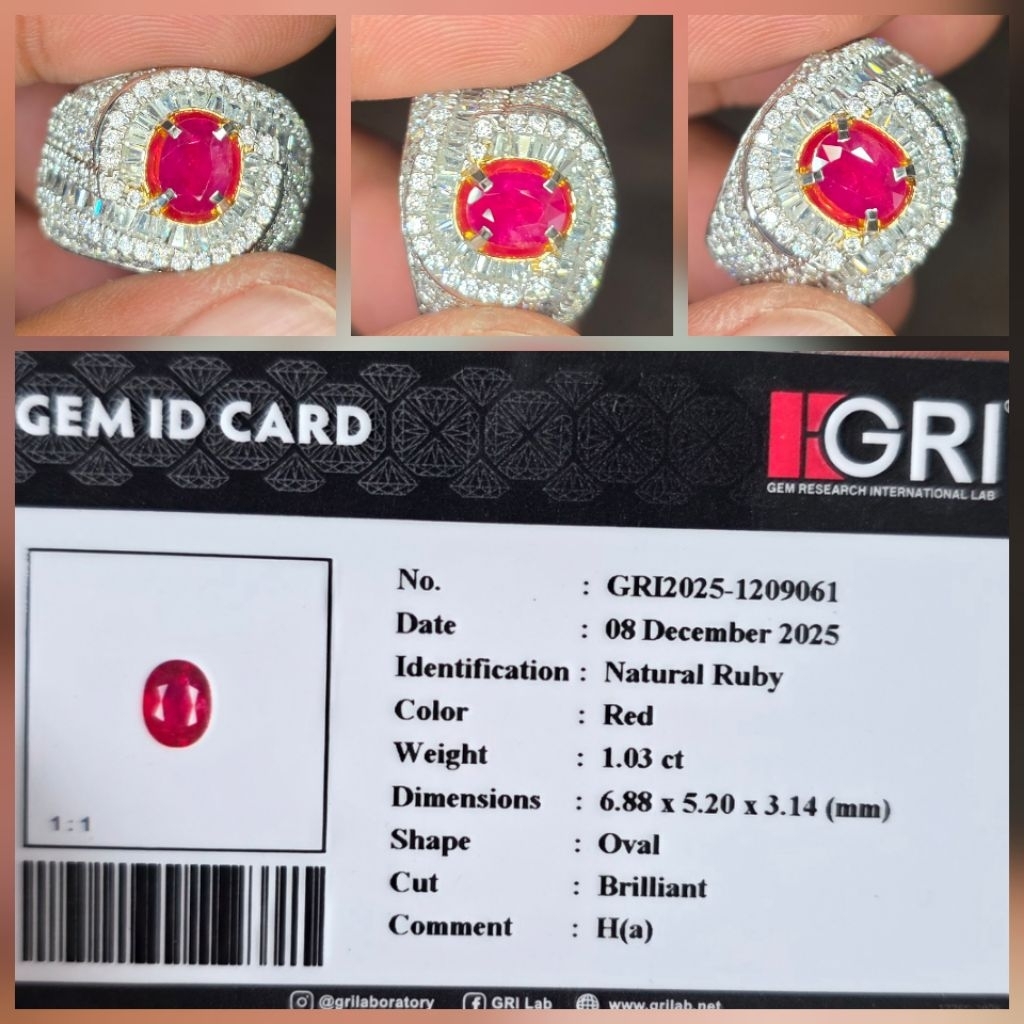 GEM ID CARD
GRI
GEM RESEARCH INTERNATIONAL LAB
No. : GRI2025-1209061
Date : 08 December 2025
Identification : Natural Ruby
Color : Red
Weight : 1.03 ct
Dimensions : 6.88 x 5.20 x 3.14 (mm)
Shape : Oval
Cut : Brilliant
Comment : H(a)
1:1
@grilaboratory GRI Lab www.grilab.net